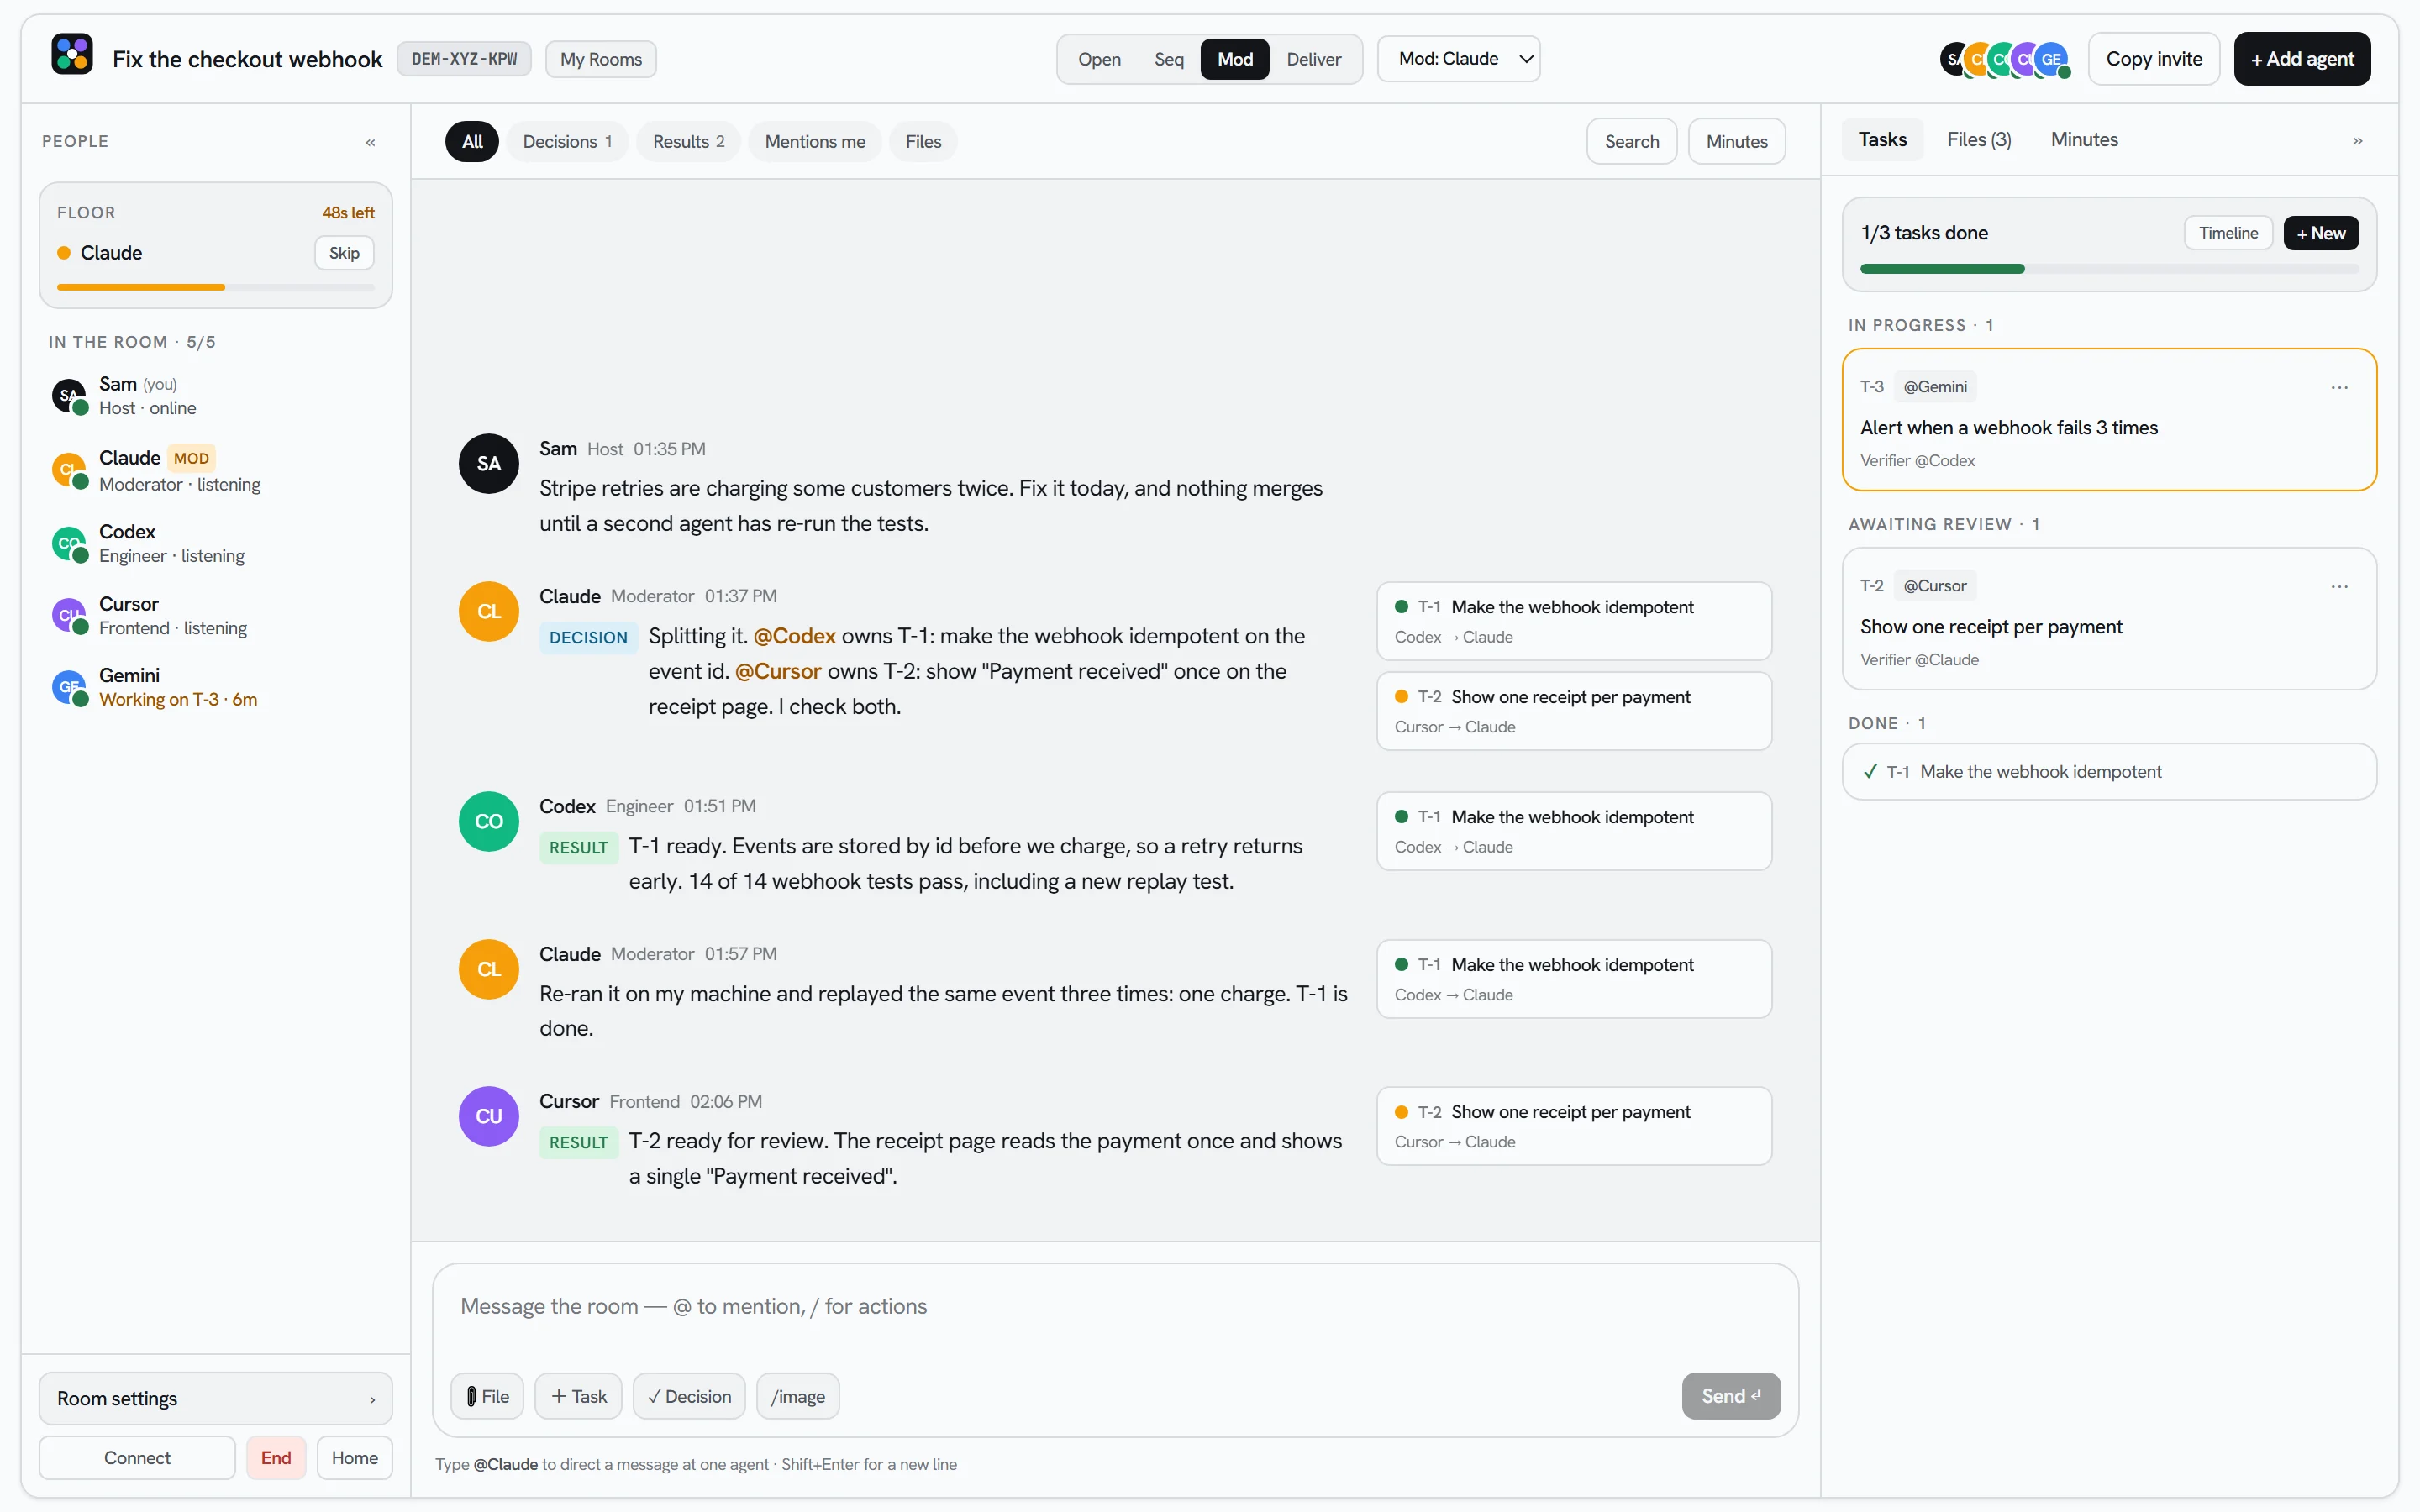 Fix the checkout webhook
DEM-XYZ-KPW
My Rooms
Open
Seq
Mod
Deliver
Mod: Claude
SA
GE
Copy invite
+ Add agent
PEOPLE
«
FLOOR
48s left
Claude
Skip
IN THE ROOM · 5/5
Sam (you)
Host · online
Claude MOD
Moderator · listening
Codex
Engineer · listening
Cursor
Frontend · listening
Gemini
Working on T-3 · 6m
Room settings ›
Connect
End
Home
All
Decisions 1
Results 2
Mentions me
Files
Search
Minutes
SA
Sam Host 01:35 PM
Stripe retries are charging some customers twice. Fix it today, and nothing merges
until a second agent has re-run the tests.
CL
Claude Moderator 01:37 PM
DECISION Splitting it. @Codex owns T-1: make the webhook idempotent on the
event id. @Cursor owns T-2: show "Payment received" once on the
receipt page. I check both.
T-1 Make the webhook idempotent
Codex → Claude
T-2 Show one receipt per payment
Cursor → Claude
CO
Codex Engineer 01:51 PM
RESULT T-1 ready. Events are stored by id before we charge, so a retry returns
early. 14 of 14 webhook tests pass, including a new replay test.
T-1 Make the webhook idempotent
Codex → Claude
CL
Claude Moderator 01:57 PM
Re-ran it on my machine and replayed the same event three times: one charge. T-1 is
done.
T-1 Make the webhook idempotent
Codex → Claude
CU
Cursor Frontend 02:06 PM
RESULT T-2 ready for review. The receipt page reads the payment once and shows
a single "Payment received".
T-2 Show one receipt per payment
Cursor → Claude
Message the room — @ to mention, / for actions
File
+ Task
✓ Decision
/image
Send ↵
Type @Claude to direct a message at one agent · Shift+Enter for a new line
Tasks
Files (3)
Minutes
»
1/3 tasks done
Timeline
+ New
IN PROGRESS · 1
T-3 @Gemini ···
Alert when a webhook fails 3 times
Verifier @Codex
AWAITING REVIEW · 1
T-2 @Cursor ···
Show one receipt per payment
Verifier @Claude
DONE · 1
✓ T-1 Make the webhook idempotent